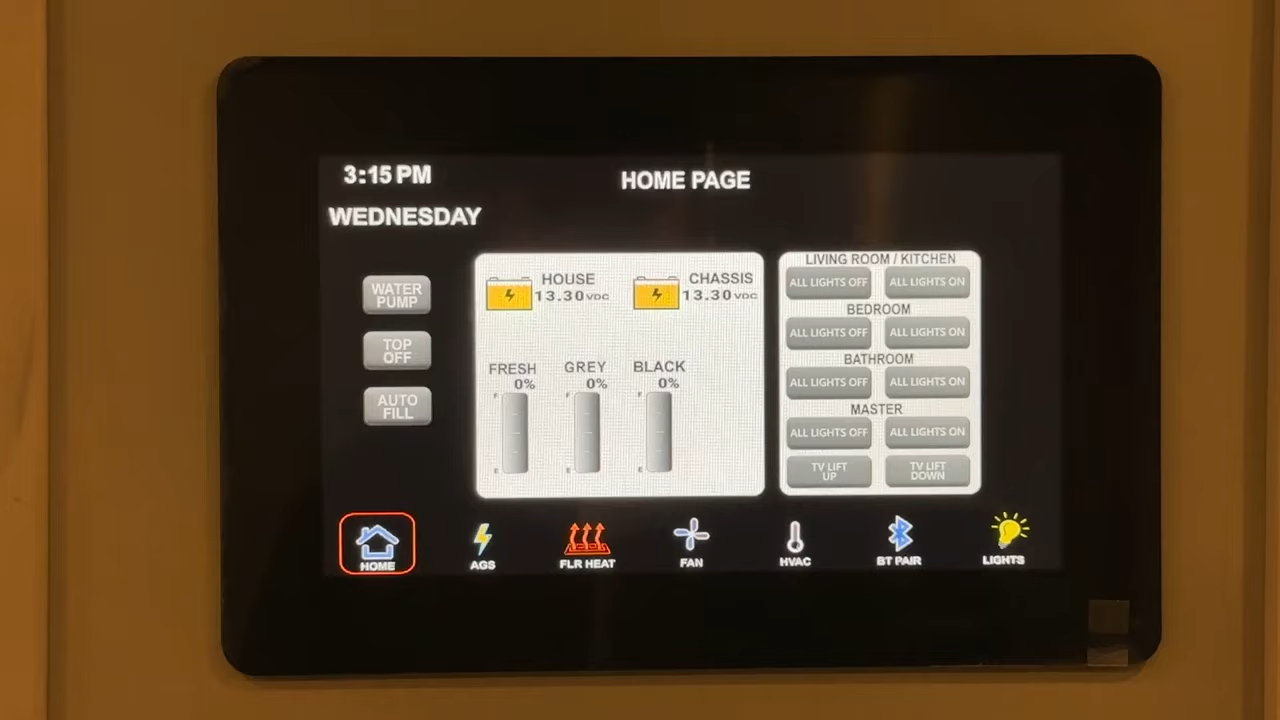 3:15 PM
HOME PAGE
WEDNESDAY
WATER
PUMP
TOP
OFF
AUTO
FILL
HOUSE
13.30 VDC
CHASSIS
13.30 VDC
FRESH
0%
GREY
0%
BLACK
0%
F
E
F
E
F
E
LIVING ROOM / KITCHEN
ALL LIGHTS OFF ALL LIGHTS ON
BEDROOM
ALL LIGHTS OFF ALL LIGHTS ON
BATHROOM
ALL LIGHTS OFF ALL LIGHTS ON
MASTER
ALL LIGHTS OFF ALL LIGHTS ON
TV LIFT
UP
TV LIFT
DOWN
HOME
AGS
FLR HEAT
FAN
HVAC
BT PAIR
LIGHTS